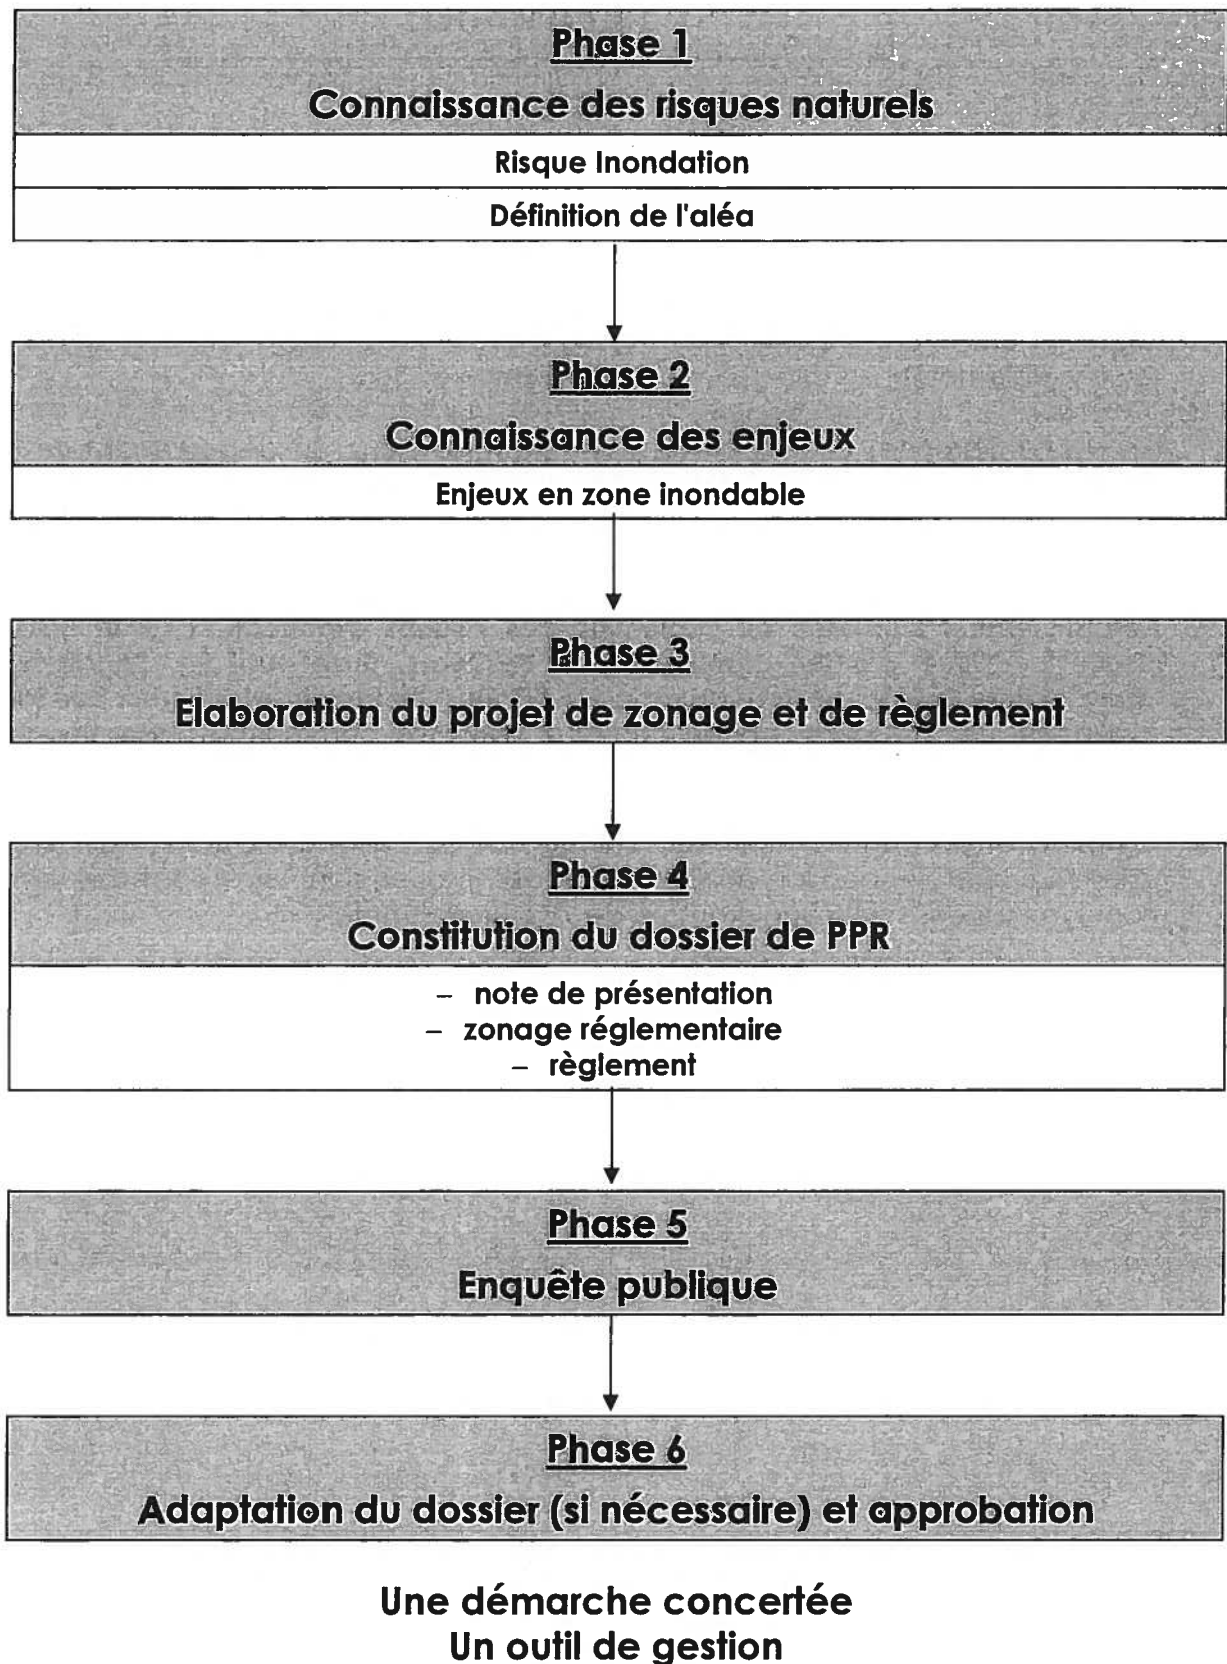 Phase 1
Connaissance des risques naturels
Risque Inondation
Définition de l'aléa
Phase 2
Connaissance des enjeux
Enjeux en zone inondable
Phase 3
Elaboration du projet de zonage et de règlement
Phase 4
Constitution du dossier de PPR
– note de présentation
– zonage réglementaire
– règlement
Phase 5
Enquête publique
Phase 6
Adaptation du dossier (si nécessaire) et approbation
Une démarche concertée
Un outil de gestion